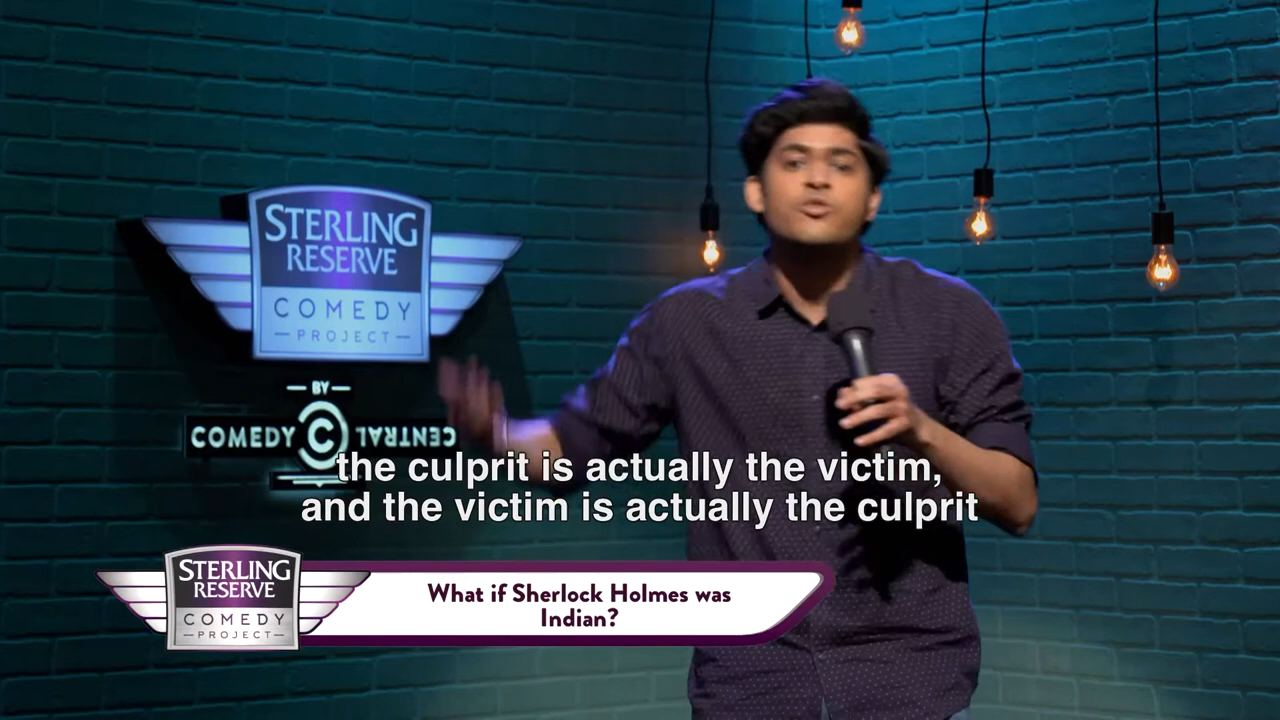 STERLING
RESERVE
COMEDY
PROJECT
BY
COMEDY C CENTRAL
the culprit is actually the victim,
and the victim is actually the culprit
STERLING
RESERVE
COMEDY
PROJECT
What if Sherlock Holmes was
Indian?